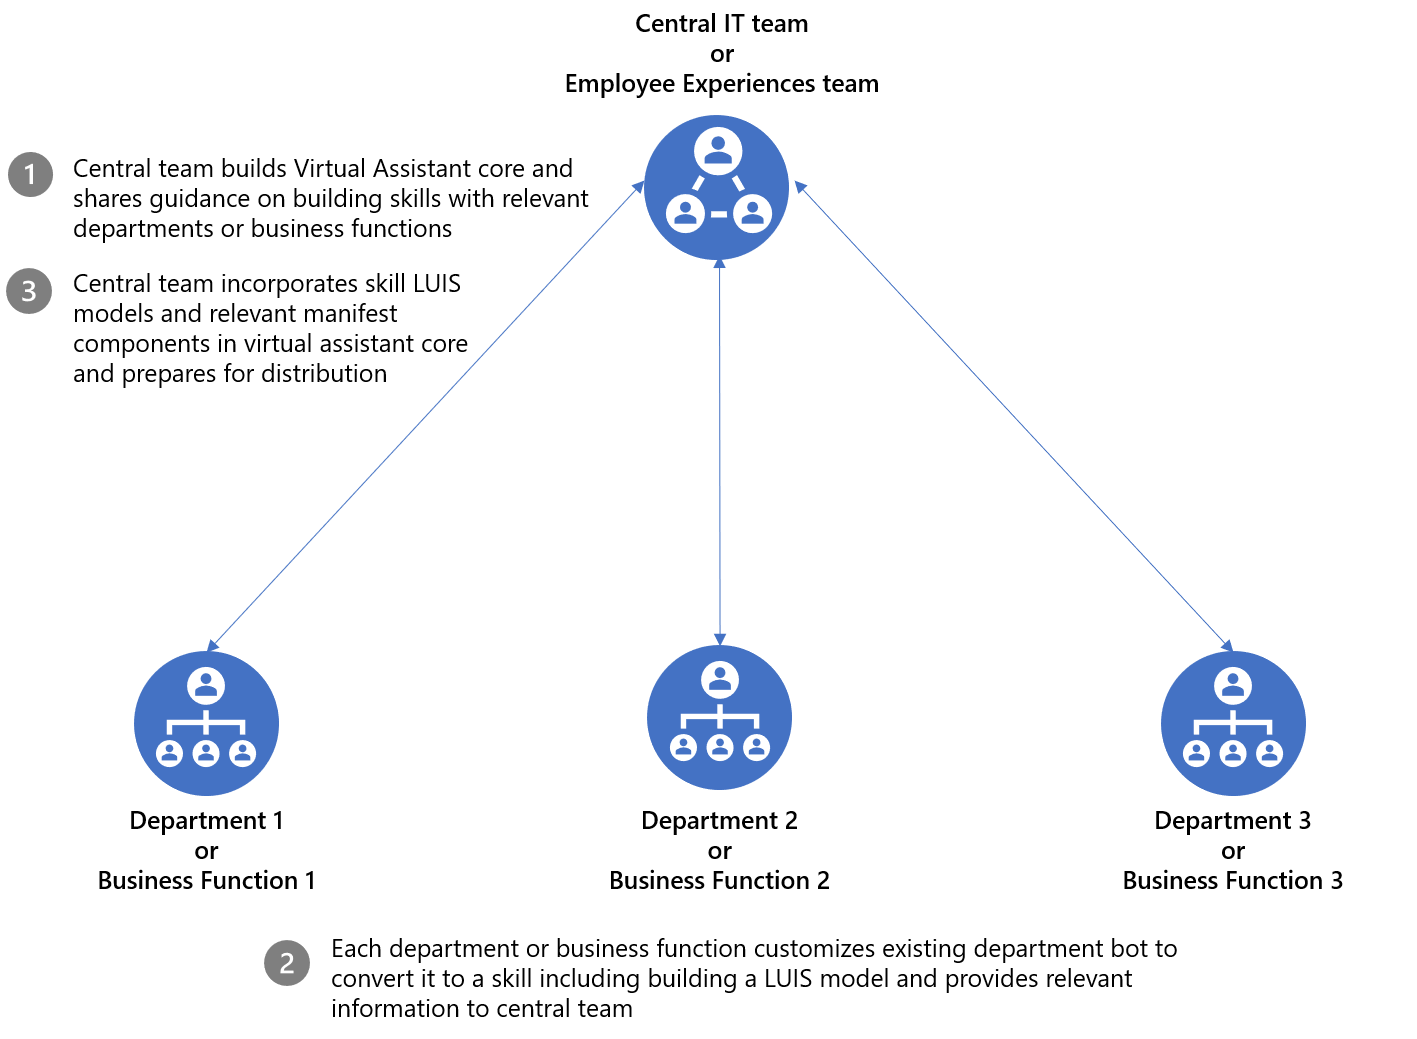 Central IT team
or
Employee Experiences team
1
Central team builds Virtual Assistant core and
shares guidance on building skills with relevant
departments or business functions
3
Central team incorporates skill LUIS
models and relevant manifest
components in virtual assistant core
and prepares for distribution
Department 1
or
Business Function 1
Department 2
or
Business Function 2
Department 3
or
Business Function 3
2
Each department or business function customizes existing department bot to
convert it to a skill including building a LUIS model and provides relevant
information to central team